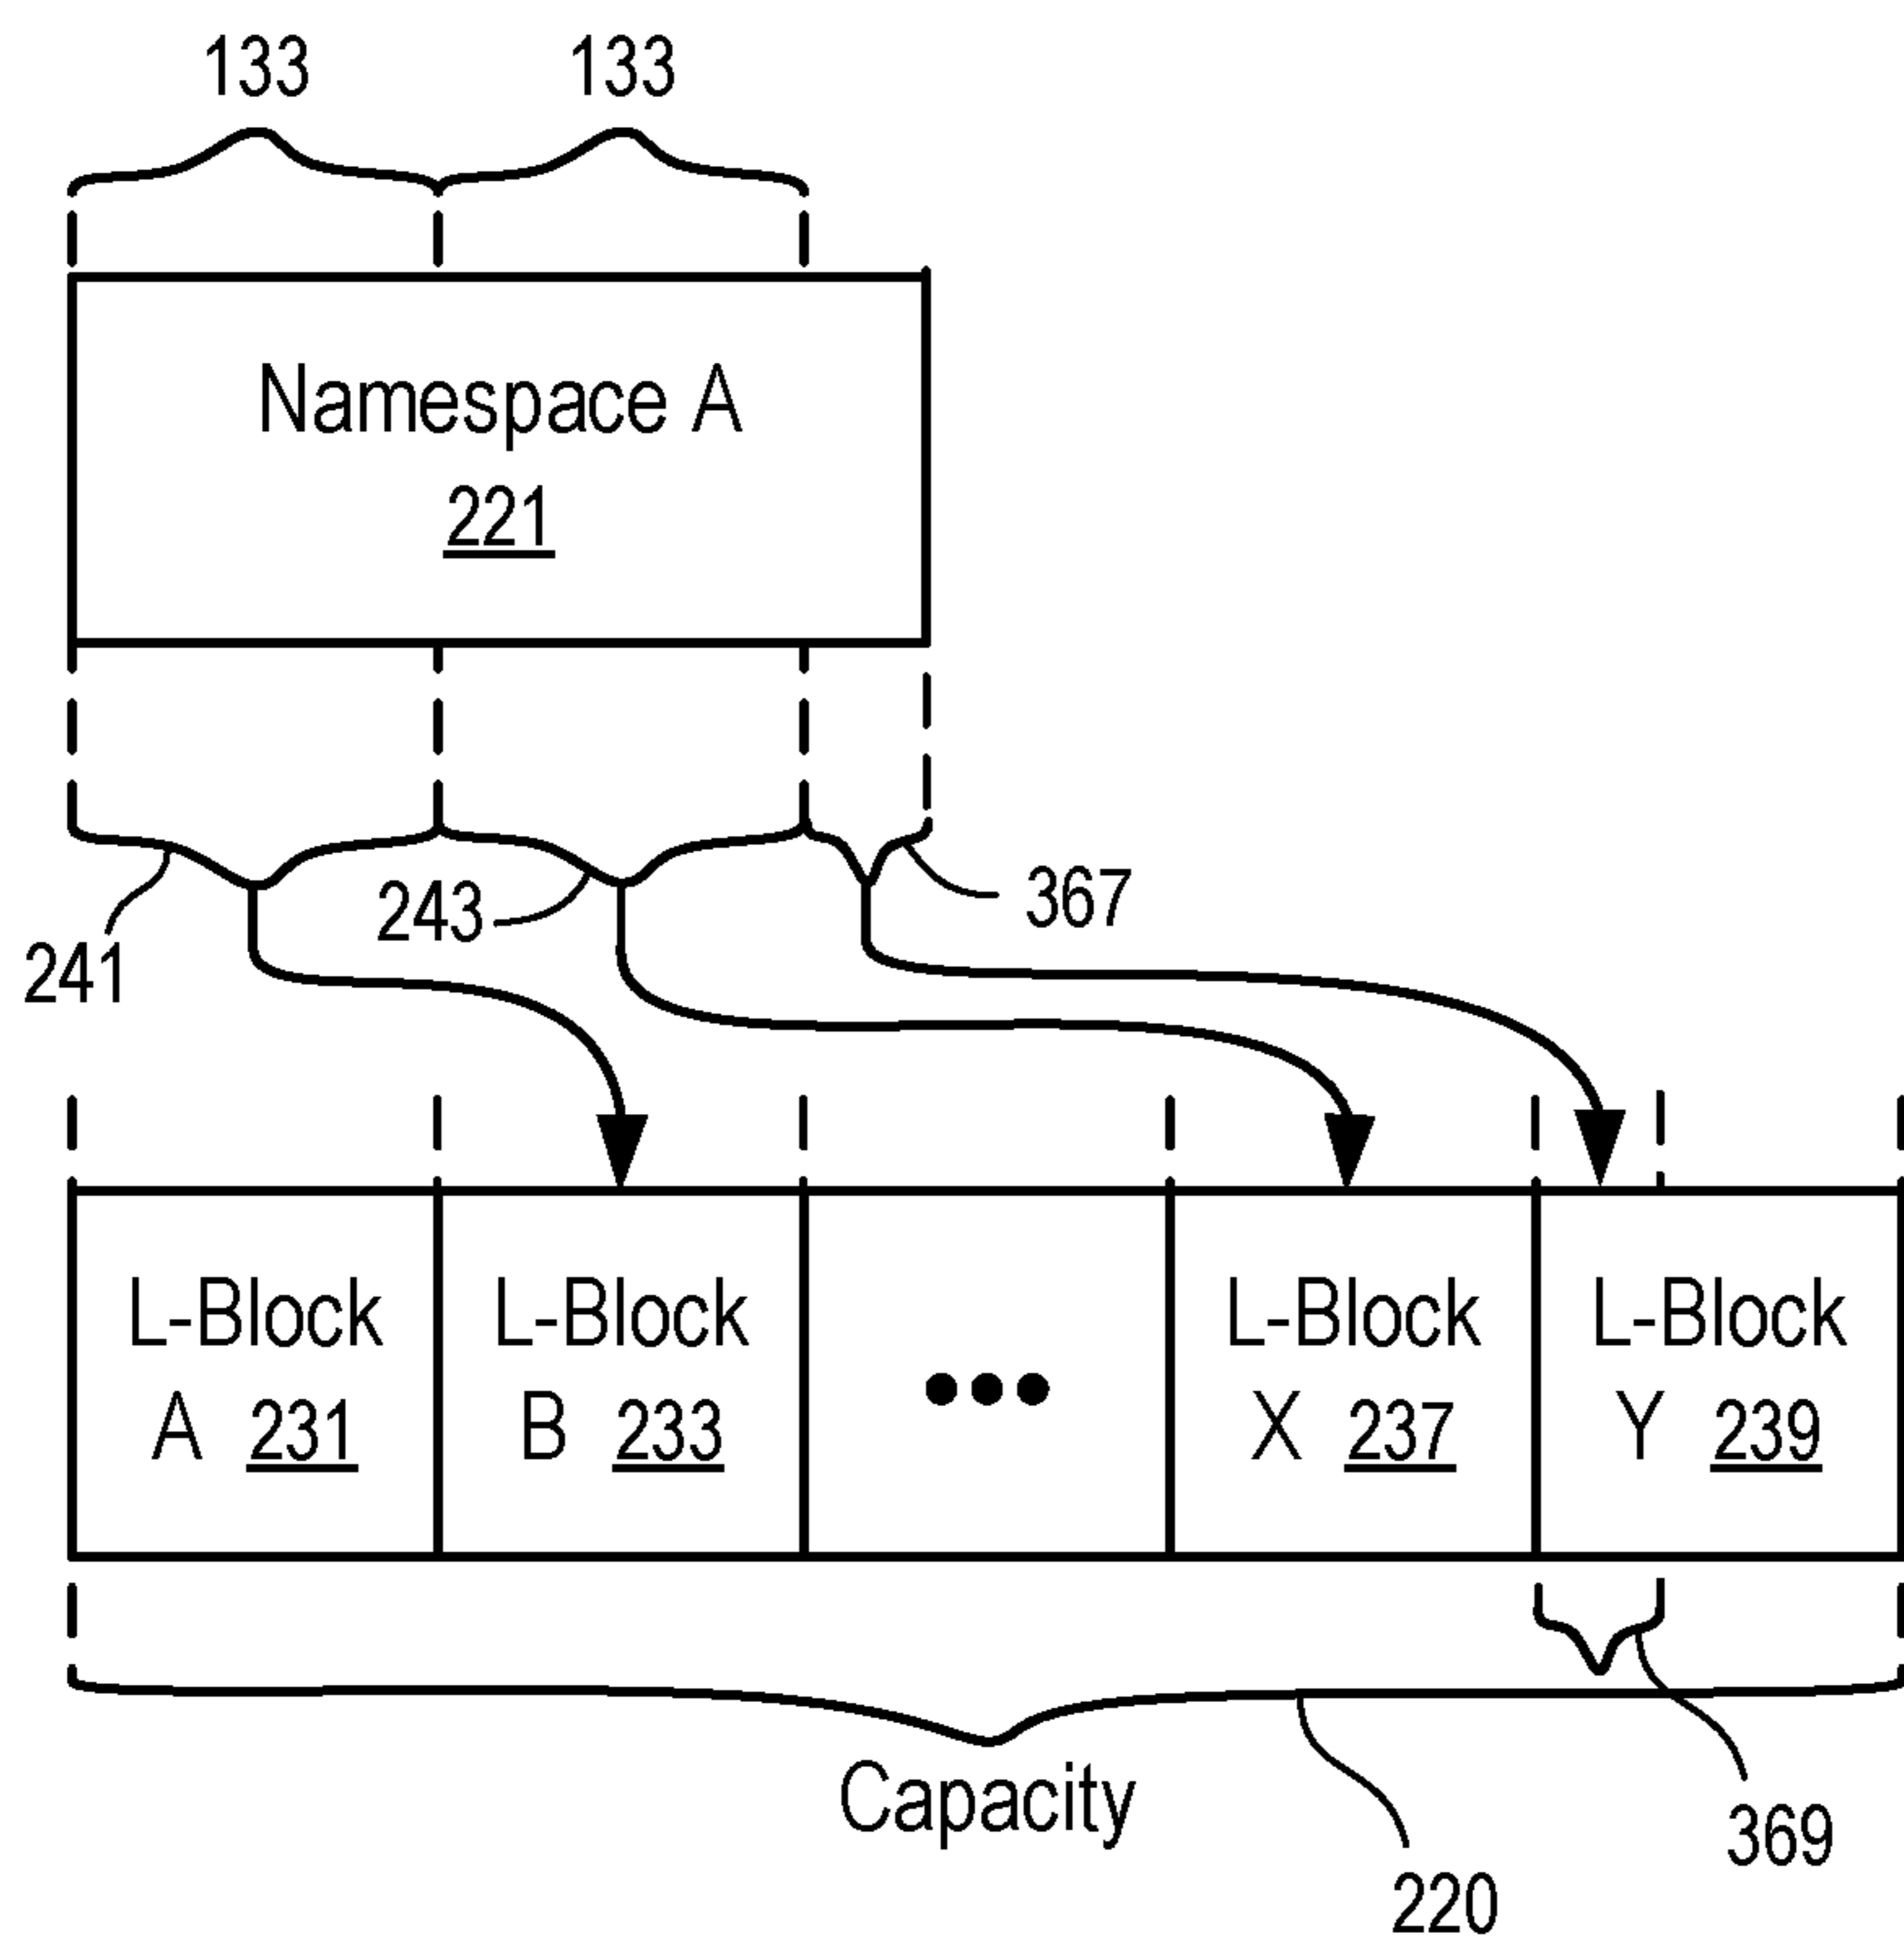 133 133
Namespace A
221
241 243 367
L-Block L-Block L-Block L-Block
A 231 B 233 ••• X 237 Y 239
Capacity
369
220